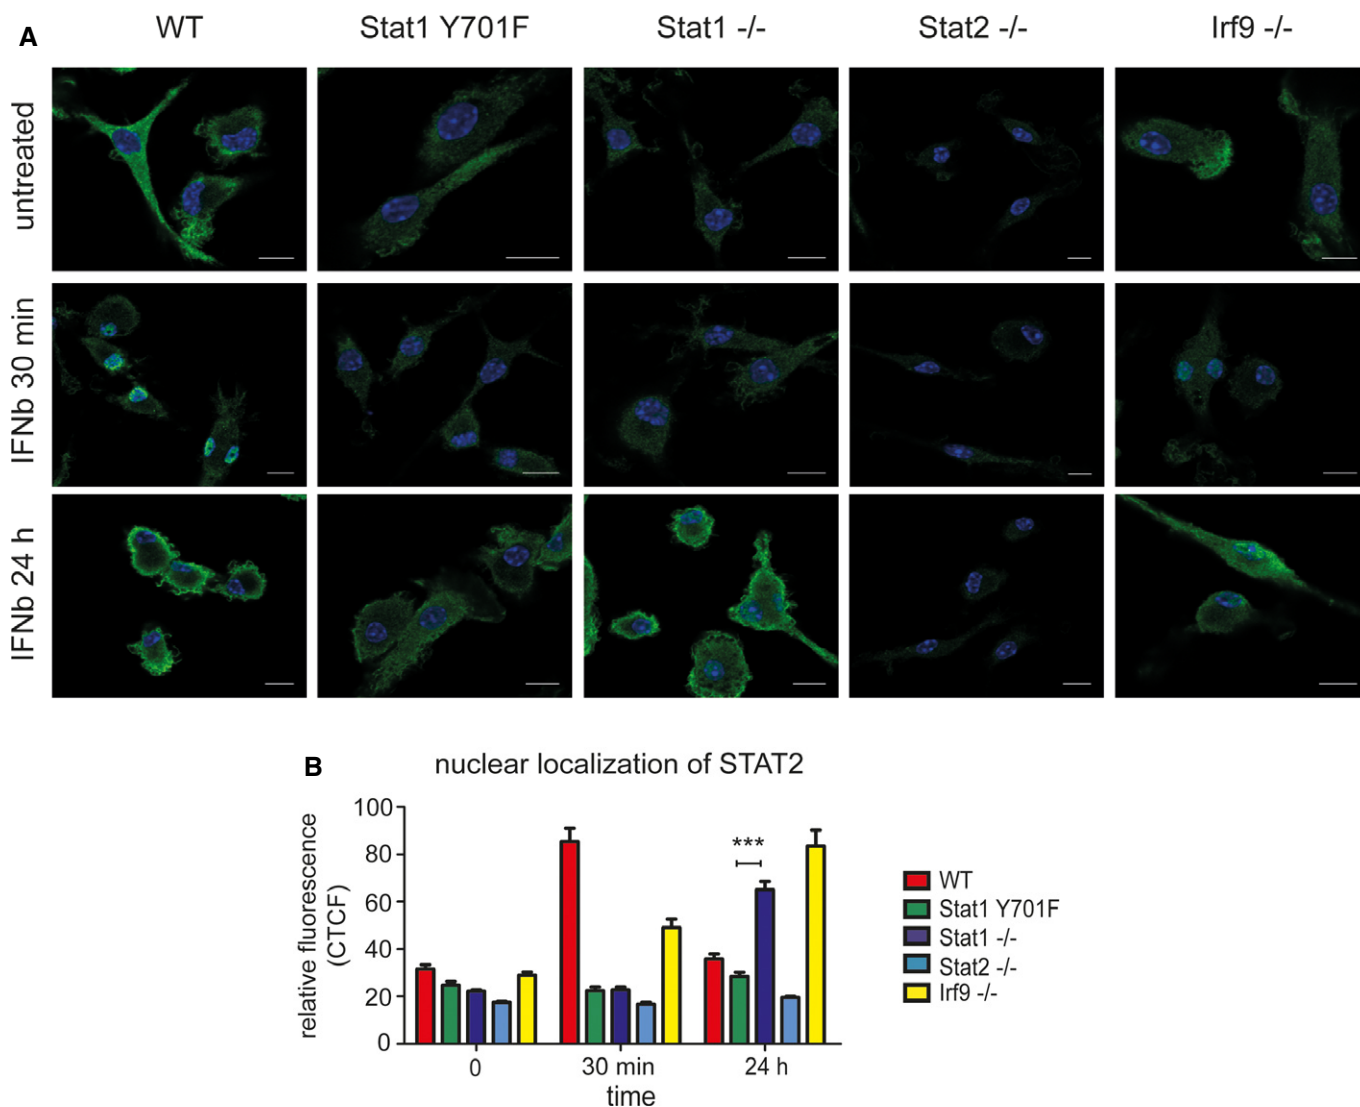 A
WT
Stat1 Y701F
Stat1 -/-
Stat2 -/-
Irf9 -/-
untreated
IFNb 30 min
IFNb 24 h
B
nuclear localization of STAT2
relative fluorescence
(CTCF)
100
80
60
40
20
0
***
0
30 min
24 h
time
WT
Stat1 Y701F
Stat1 -/-
Stat2 -/-
Irf9 -/-